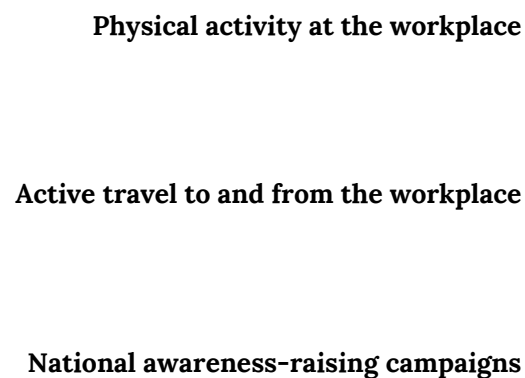 Physical activity at the workplace
Active travel to and from the workplace
National awareness-raising campaigns